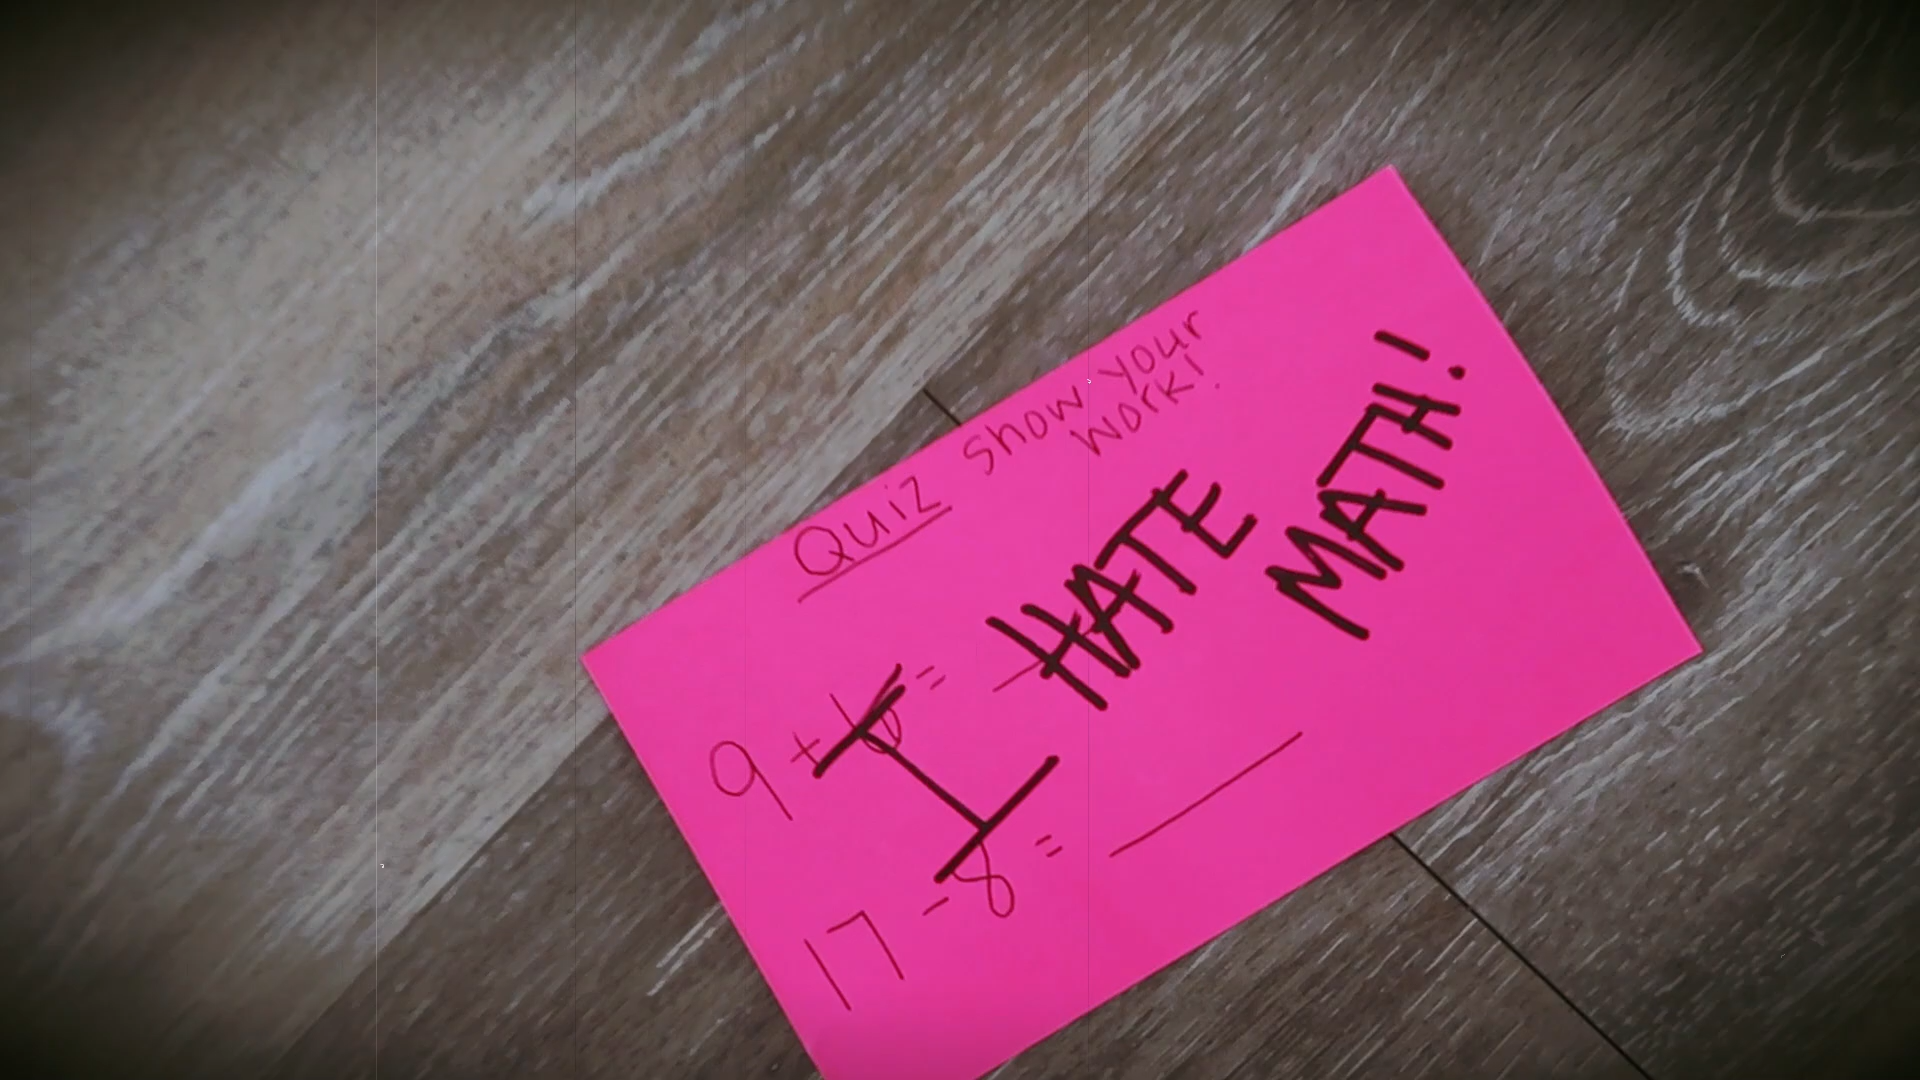 Quiz show your
work!
I HATE MATH!
9 + 6 =
17 - 8 =